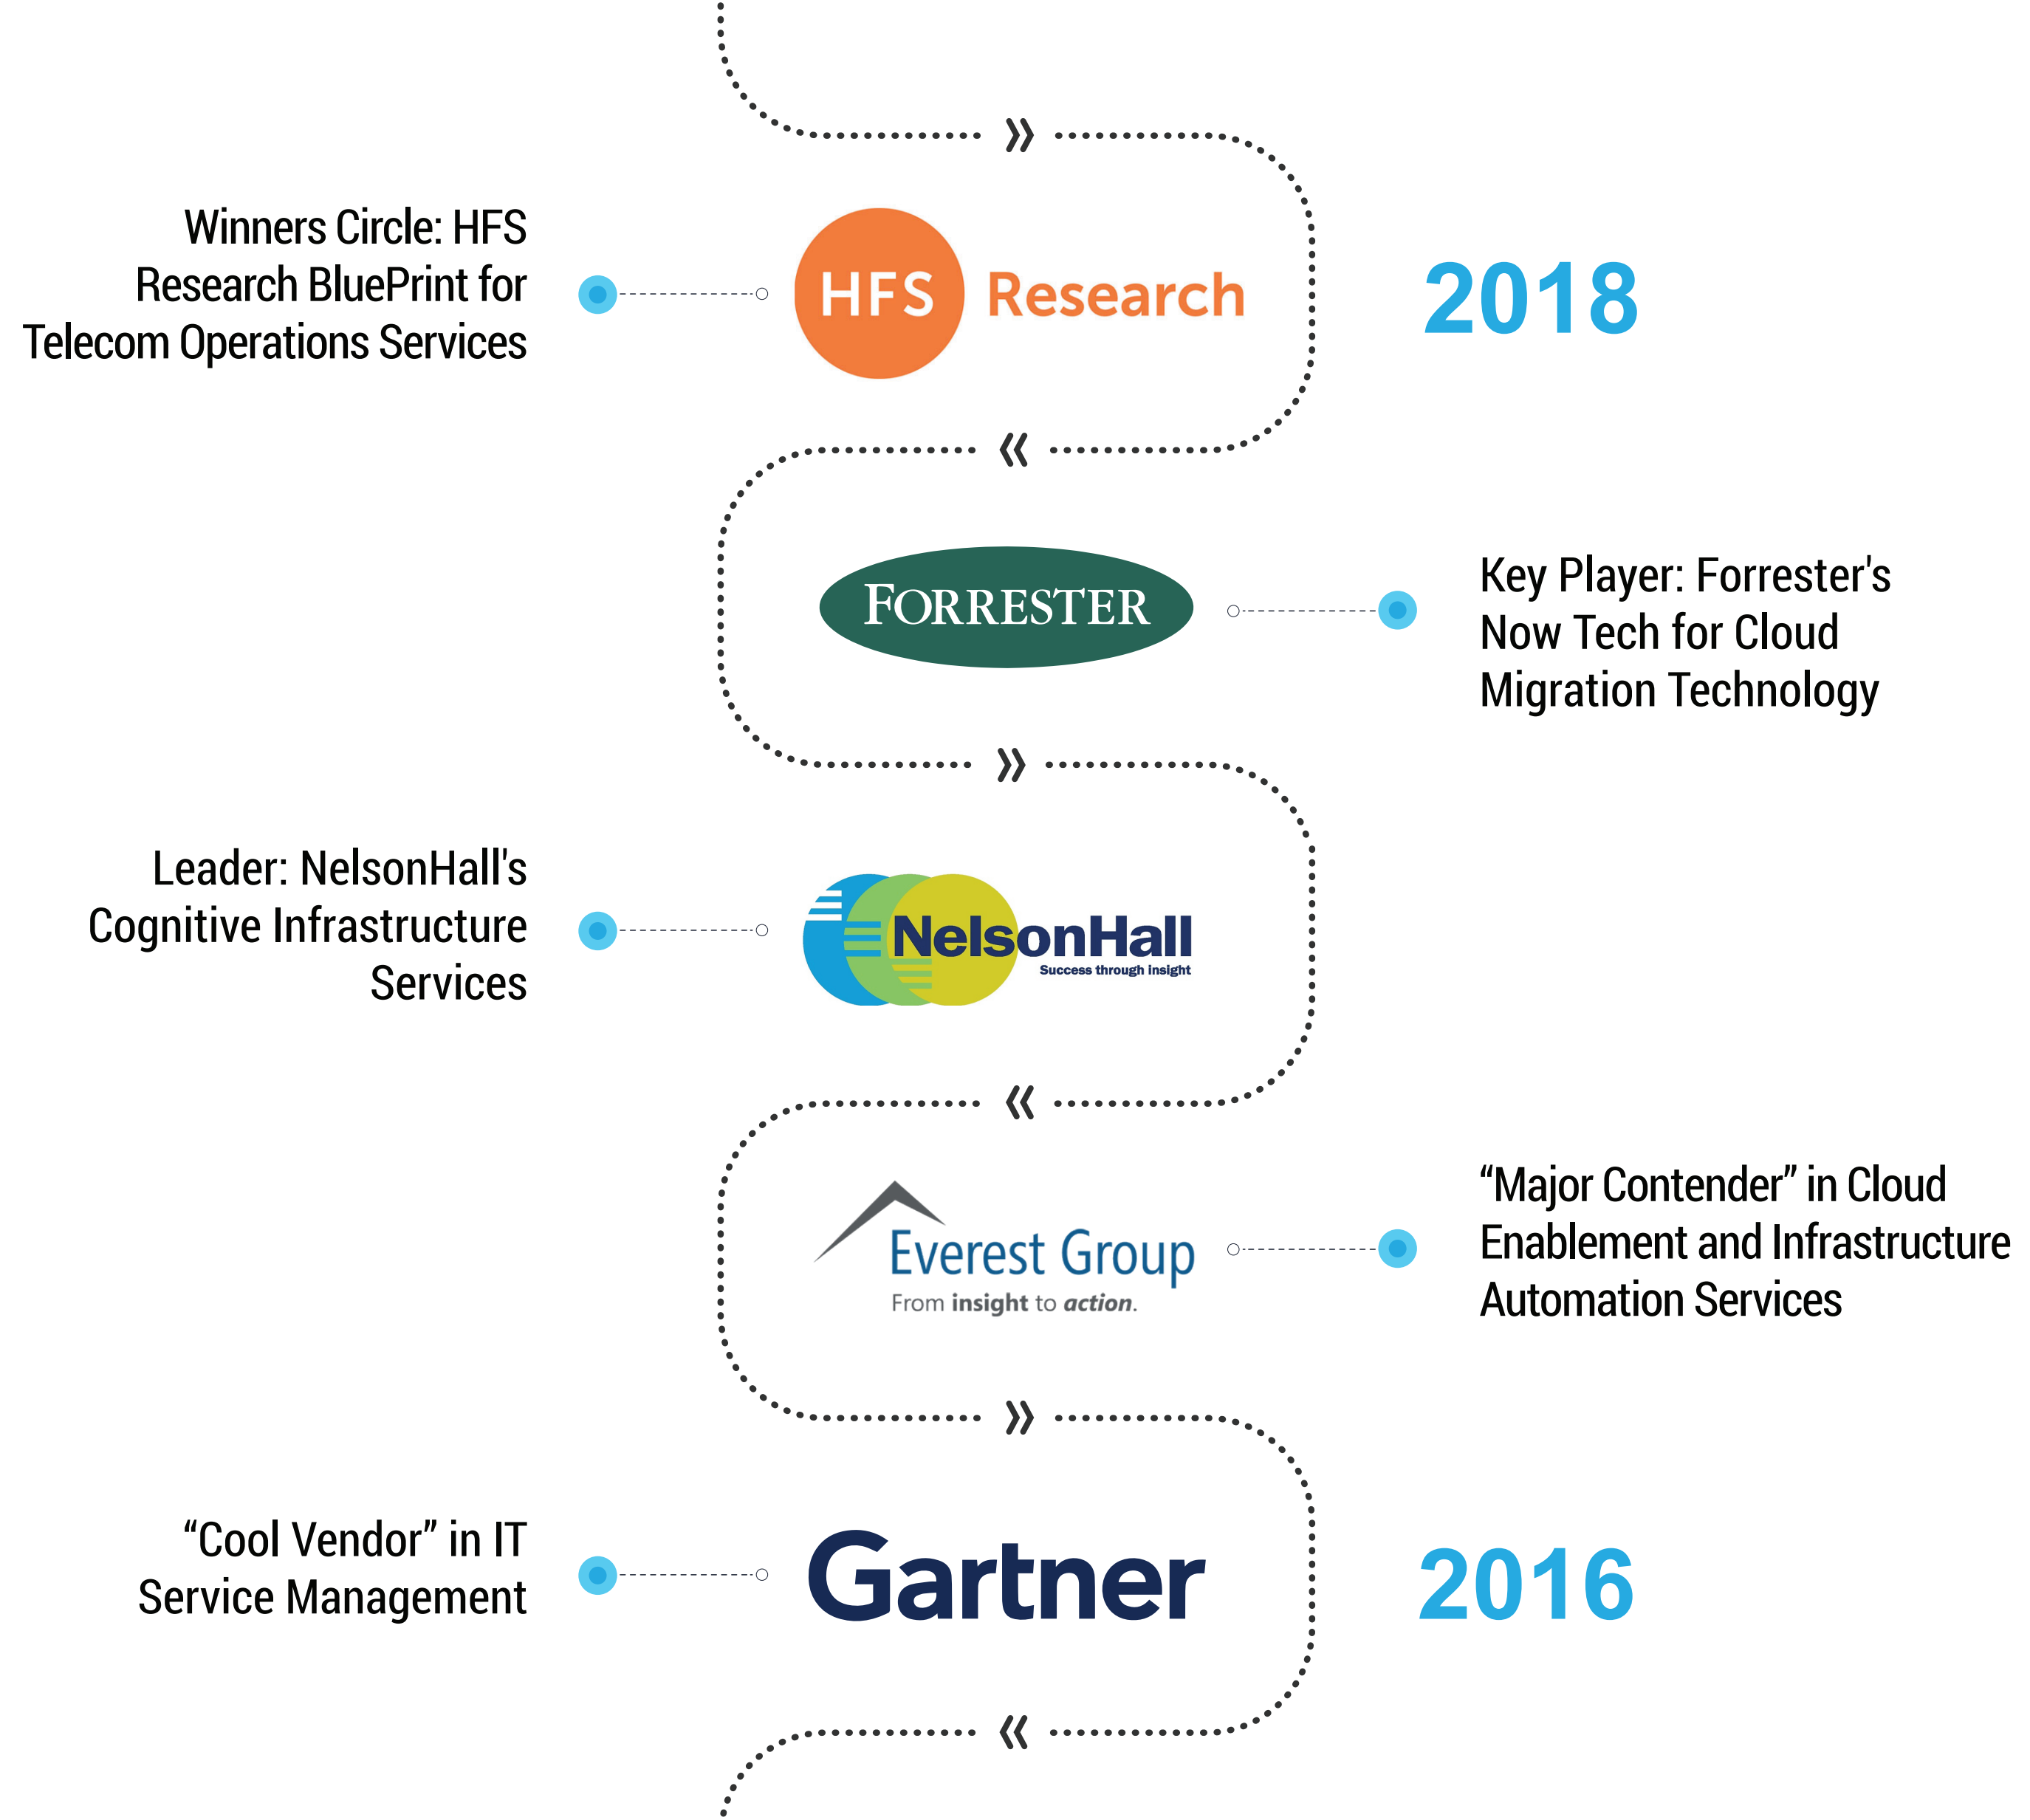 Winners Circle: HFS
Research BluePrint for
Telecom Operations Services
HFS Research
2018
FORRESTER
Key Player: Forrester's
Now Tech for Cloud
Migration Technology
Leader: NelsonHall's
Cognitive Infrastructure
Services
NelsonHall
Success through insight
Everest Group
From insight to action.
“Major Contender” in Cloud
Enablement and Infrastructure
Automation Services
“Cool Vendor” in IT
Service Management
Gartner
2016